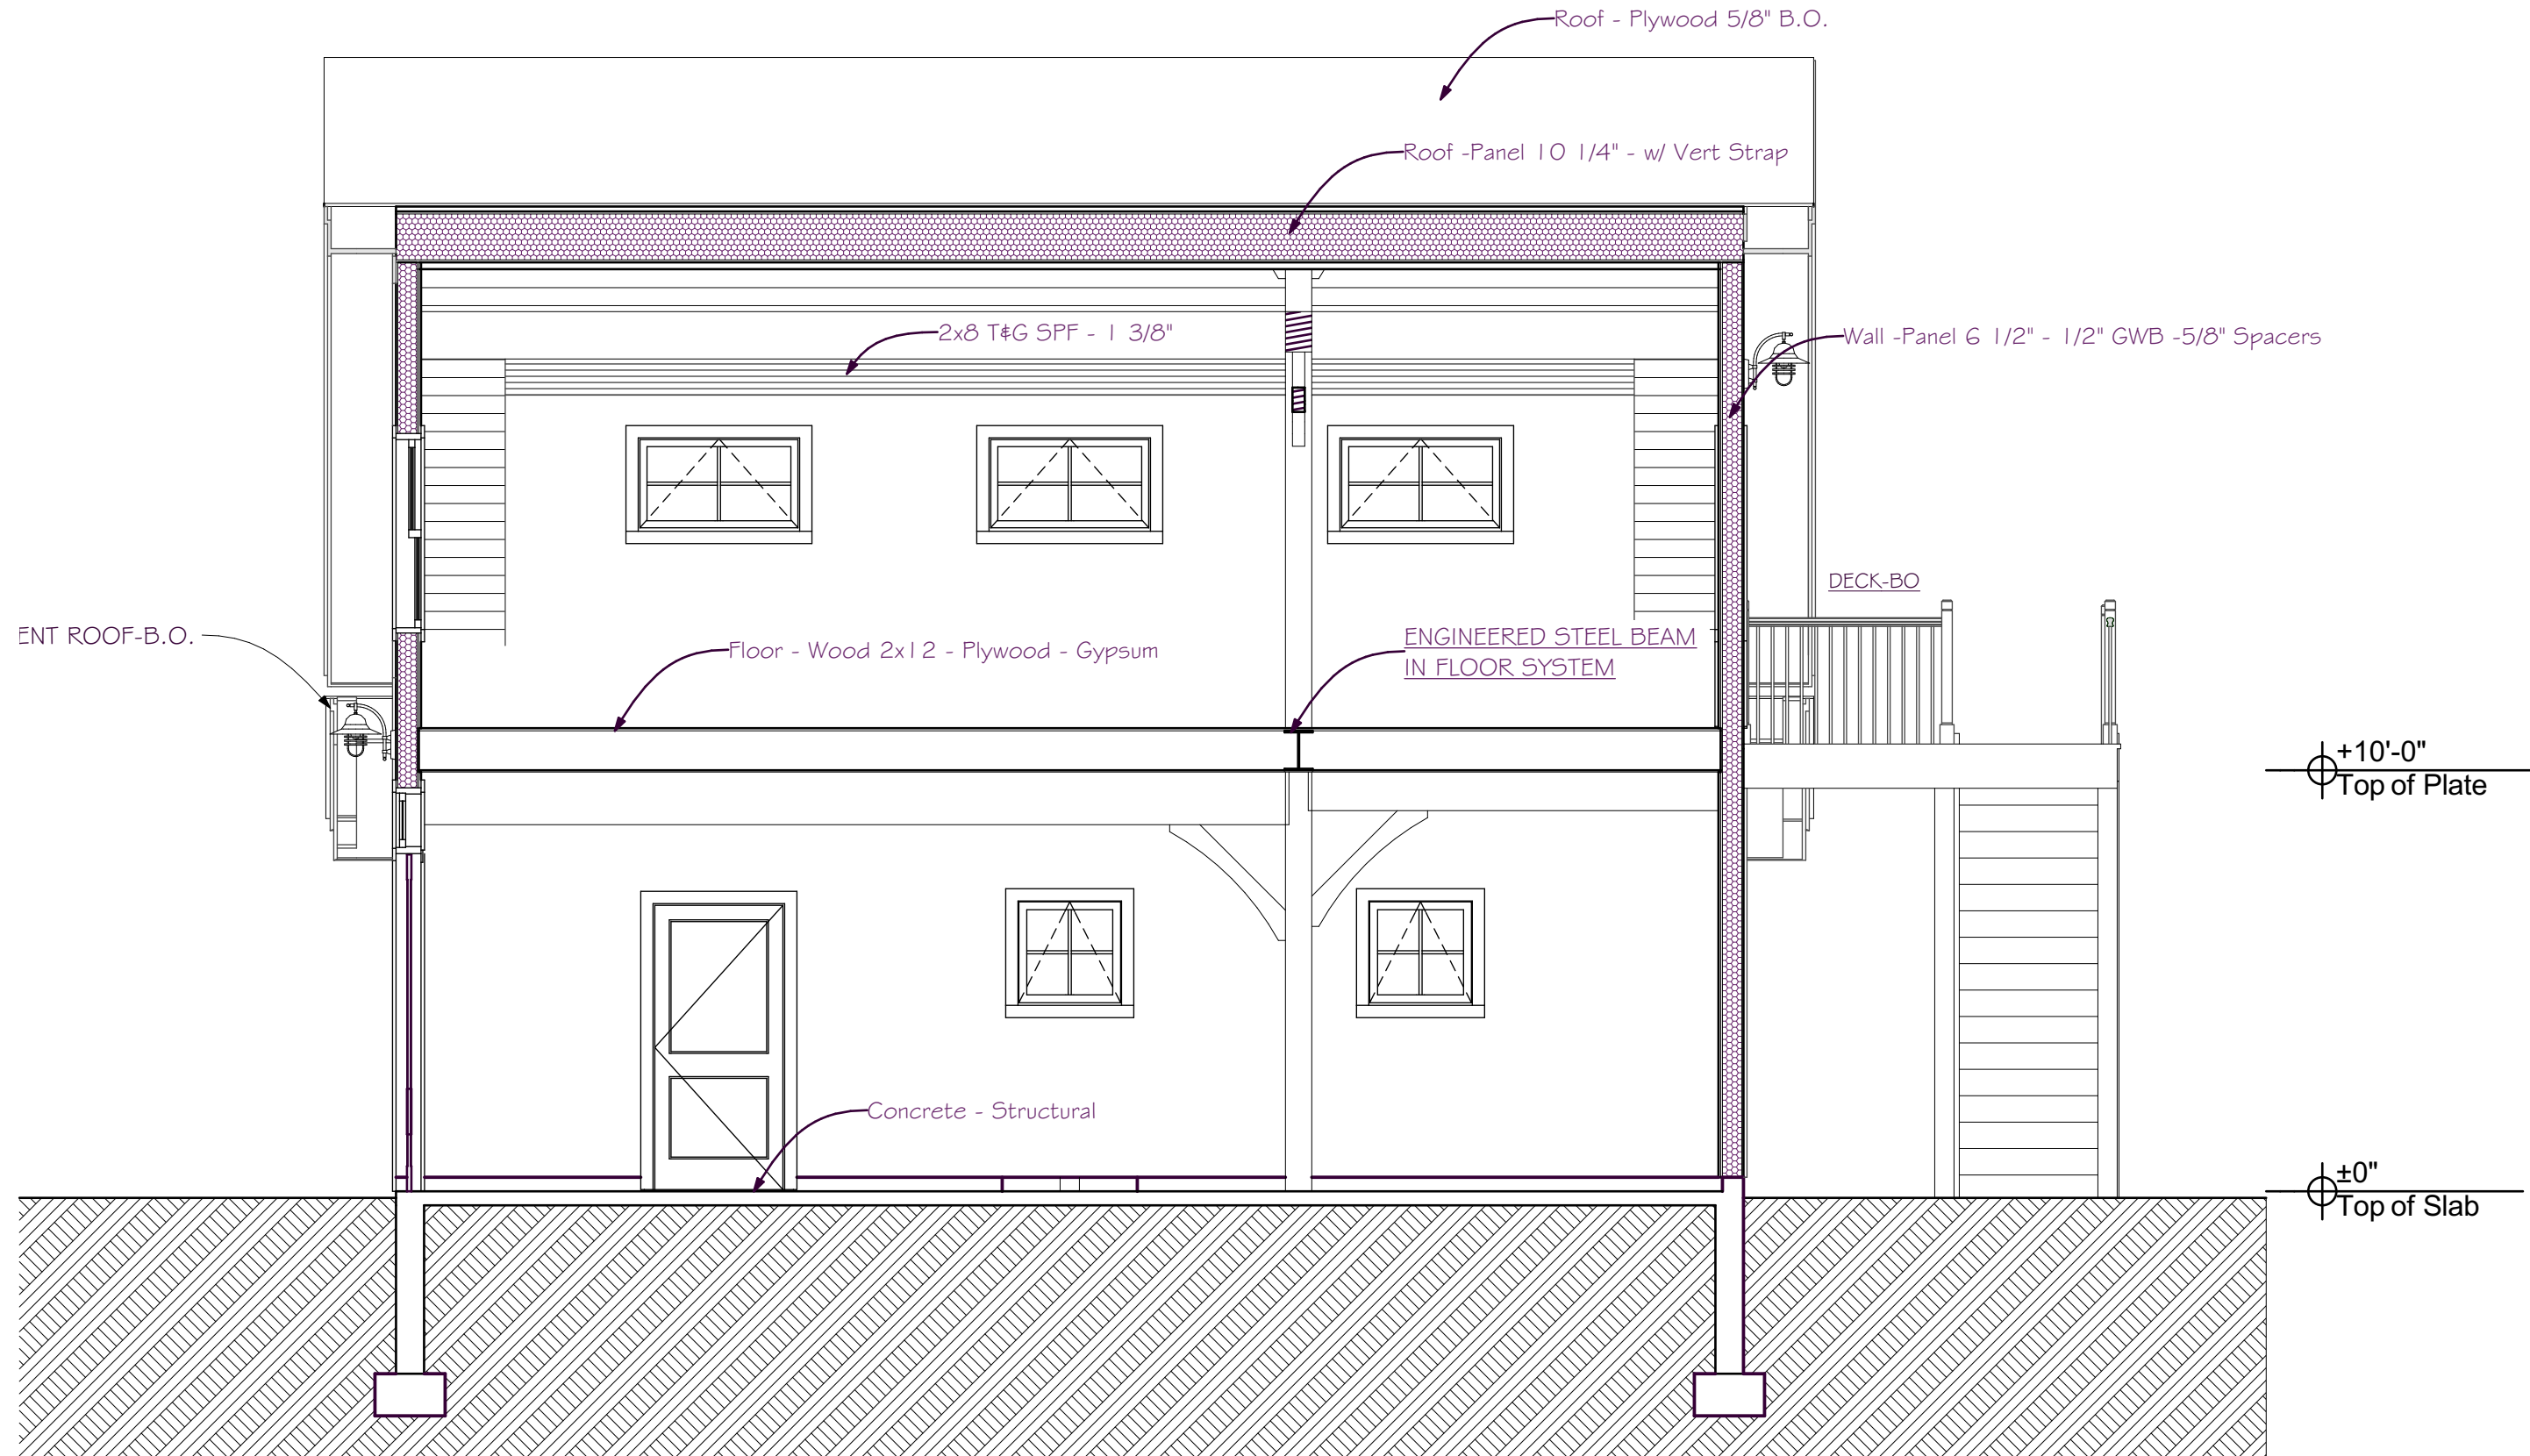 Roof - Plywood 5/8" B.O.
Roof -Panel 10 1/4" - w/ Vert Strap
2x8 T&G SPF - 1 3/8"
Wall -Panel 6 1/2" - 1/2" GWB -5/8" Spacers
DECK-BO
ENT ROOF-B.O.
Floor - Wood 2x12 - Plywood - Gypsum
ENGINEERED STEEL BEAM
IN FLOOR SYSTEM
+10'-0"
Top of Plate
Concrete - Structural
±0"
Top of Slab